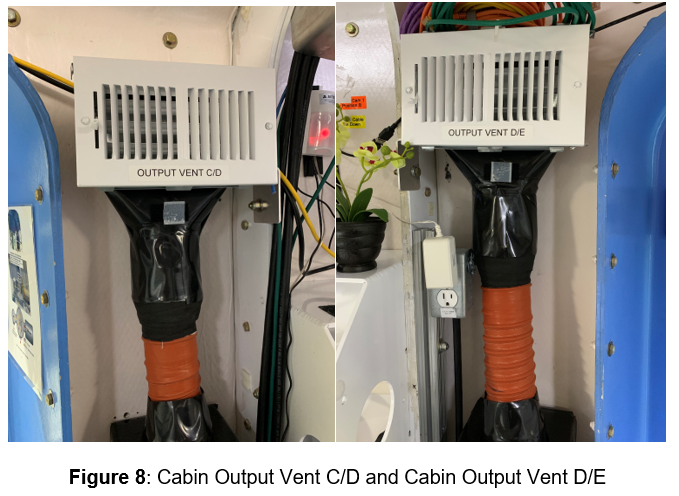 OUTPUT VENT C/D
OUTPUT VENT D/E
Figure 8: Cabin Output Vent C/D and Cabin Output Vent D/E